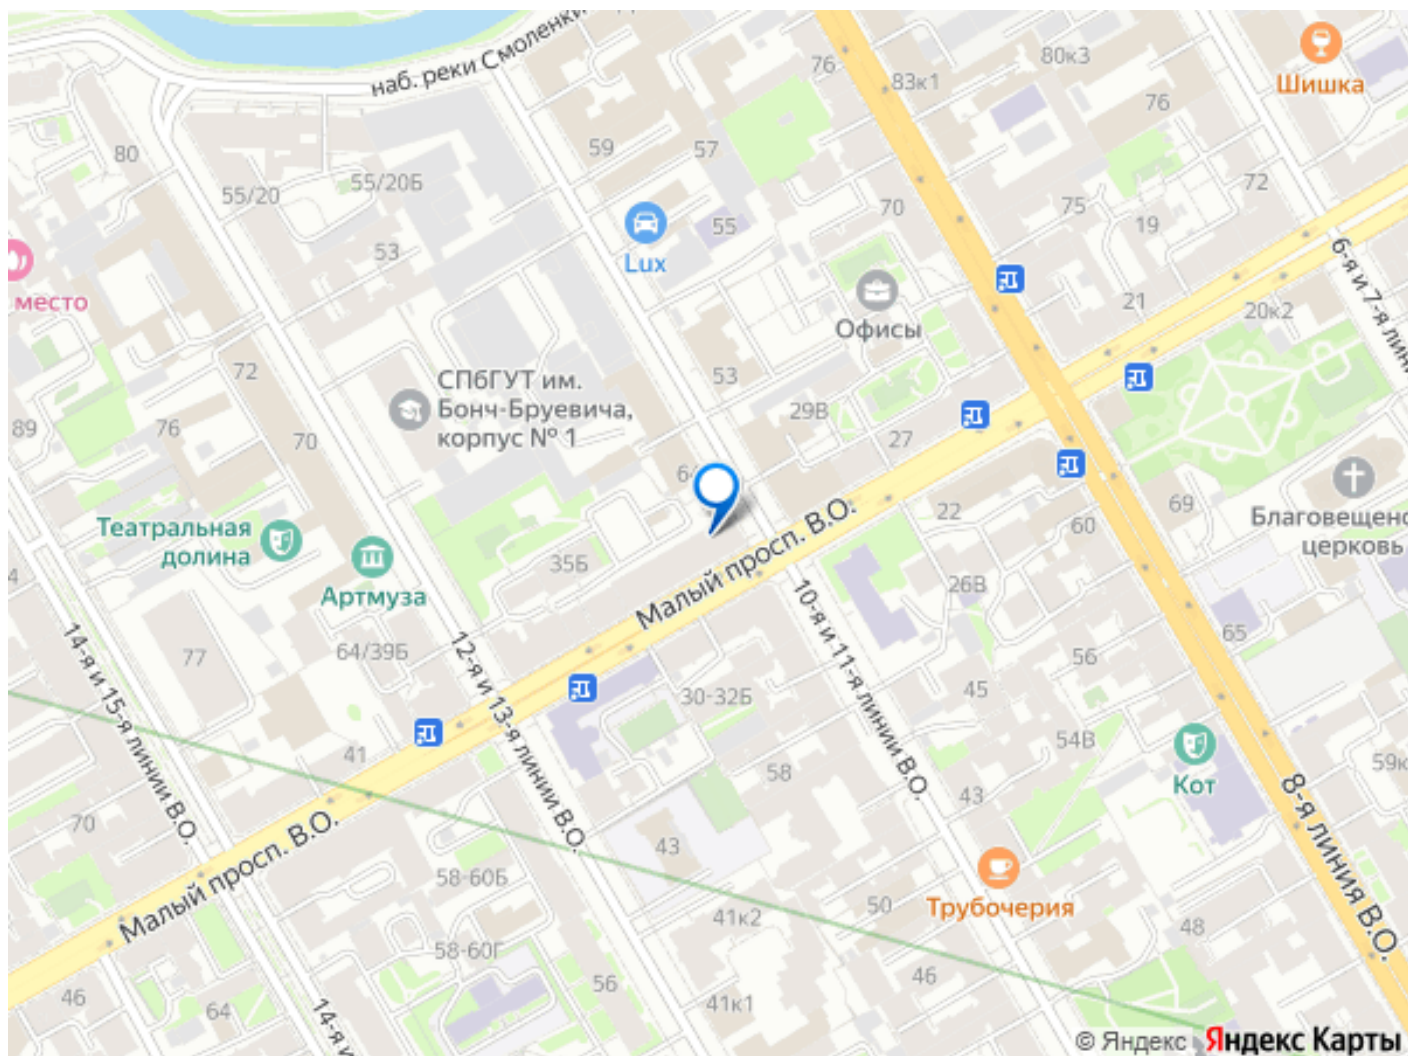 наб. реки Смоленки
76
80к3
83к1
Шишка
76
59
57
80
55/20Б
55/20
72
70
75
19
55
53
Lux
6-я и 7-я линии
место
21
20к2
Офисы
72
53
СПбГУТ им.
Бонч-Бруевича,
корпус № 1
29В
89
76
70
27
69
Благовещенс
церковь
22
60
Малый просп. В.О.
Театральная
долина
35Б
Артмуза
26В
10-я и 11-я линии В.О.
65
14-я и 15-я линии В.О.
77
64/39Б
12-я и 13-я линии В.О.
56
45
30-32Б
54В
41
58
59к
Кот
43
8-я линия В.О.
70
Малый просп. В.О.
43
58-60Б
Трубочерия
50
41к2
48
58-60Г
56
46
46
64
41к1
14-я и
© Яндекс Яндекс Карты